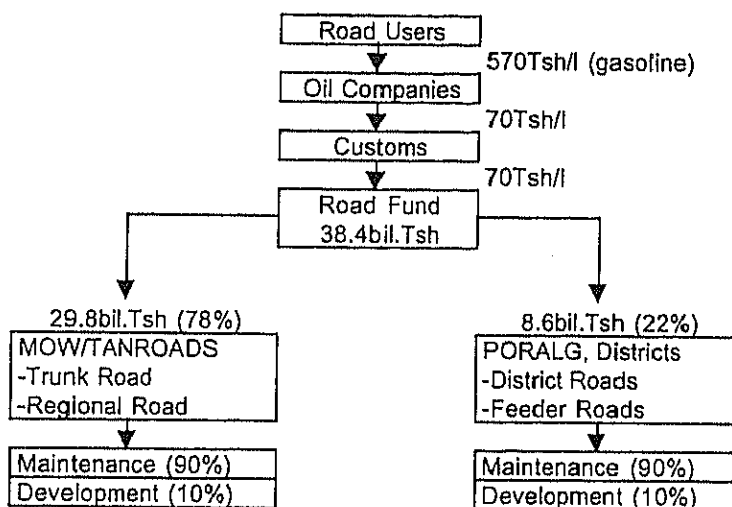 Road Users
570Tsh/l (gasoline)
Oil Companies
70Tsh/l
Customs
70Tsh/l
Road Fund
38.4bil.Tsh
29.8bil.Tsh (78%)
MOW/TANROADS
-Trunk Road
-Regional Road
Maintenance (90%)
Development (10%)
8.6bil.Tsh (22%)
PORALG, Districts
-District Roads
-Feeder Roads
Maintenance (90%)
Development (10%)